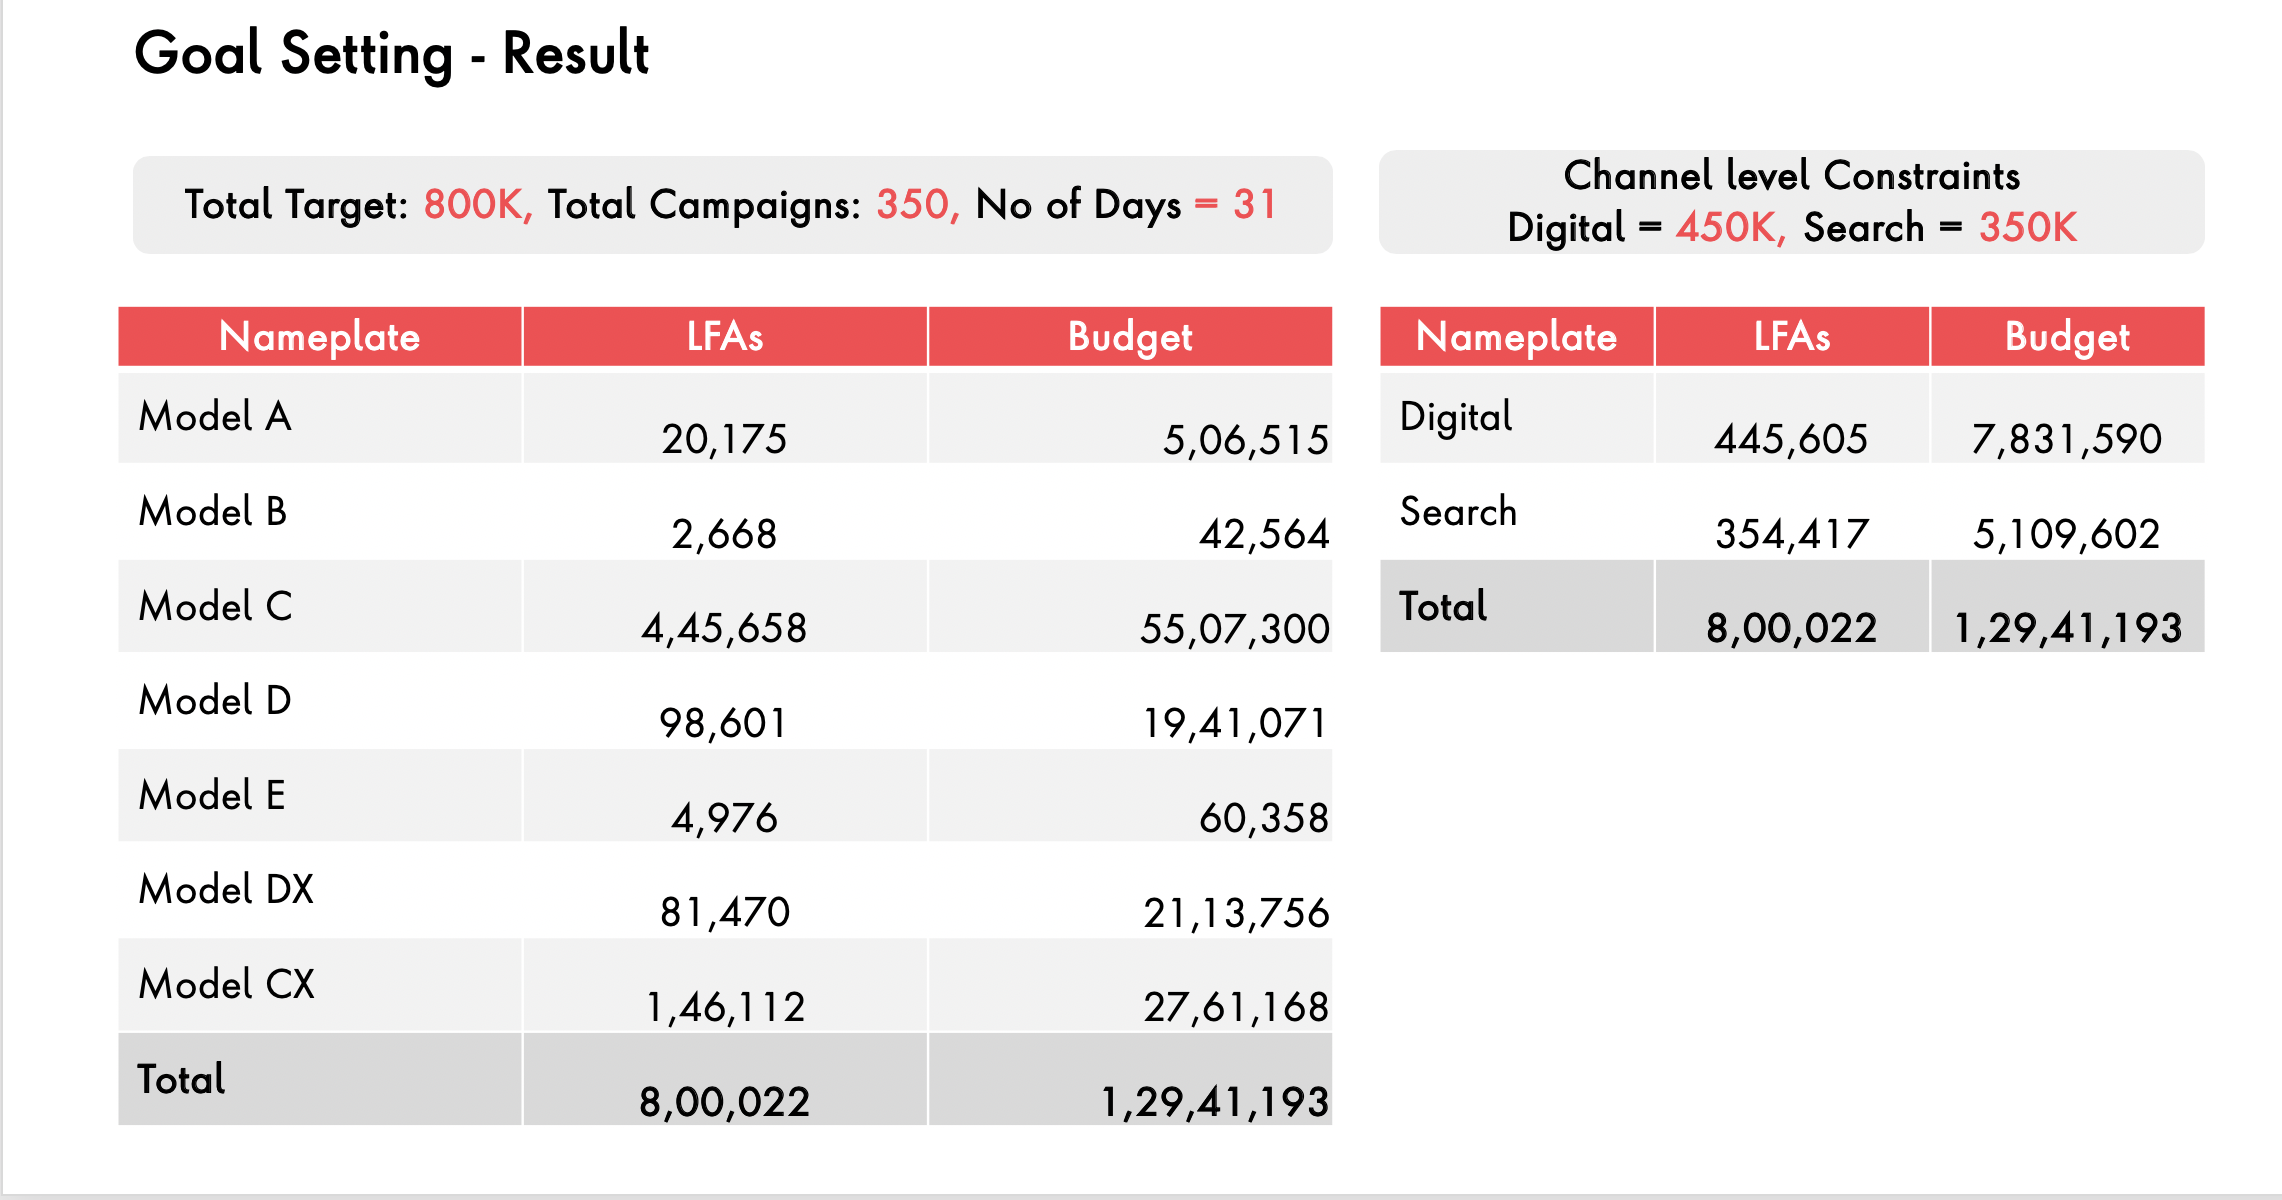 Goal Setting - Result
Total Target: 800K, Total Campaigns: 350, No of Days = 31
Channel level Constraints
Digital = 450K, Search = 350K
Nameplate LFAs Budget
Model A 20,175 5,06,515
Model B 2,668 42,564
Model C 4,45,658 55,07,300
Model D 98,601 19,41,071
Model E 4,976 60,358
Model DX 81,470 21,13,756
Model CX 1,46,112 27,61,168
Total 8,00,022 1,29,41,193
Nameplate LFAs Budget
Digital 445,605 7,831,590
Search 354,417 5,109,602
Total 8,00,022 1,29,41,193